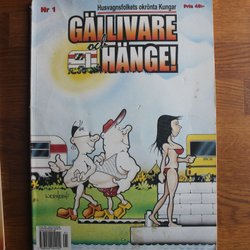 Nr 1
Husvagnsfolkets okrönta Kungar
Pris 48:-
GÄLLIVARE
och
HÄNGE!